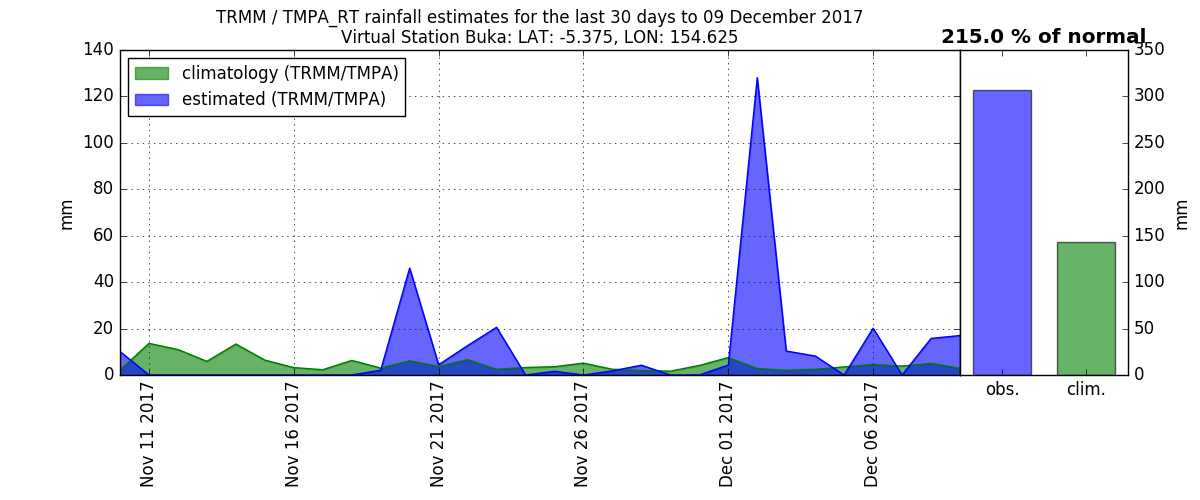 TRMM / TMPA_RT rainfall estimates for the last 30 days to 09 December 2017
Virtual Station Buka: LAT: -5.375, LON: 154.625
215.0 % of normal
climatology (TRMM/TMPA)
estimated (TRMM/TMPA)
140
120
100
80
60
40
20
0
mm
350
300
250
200
150
100
50
0
mm
Nov 11 2017
Nov 16 2017
Nov 21 2017
Nov 26 2017
Dec 01 2017
Dec 06 2017
obs.
clim.